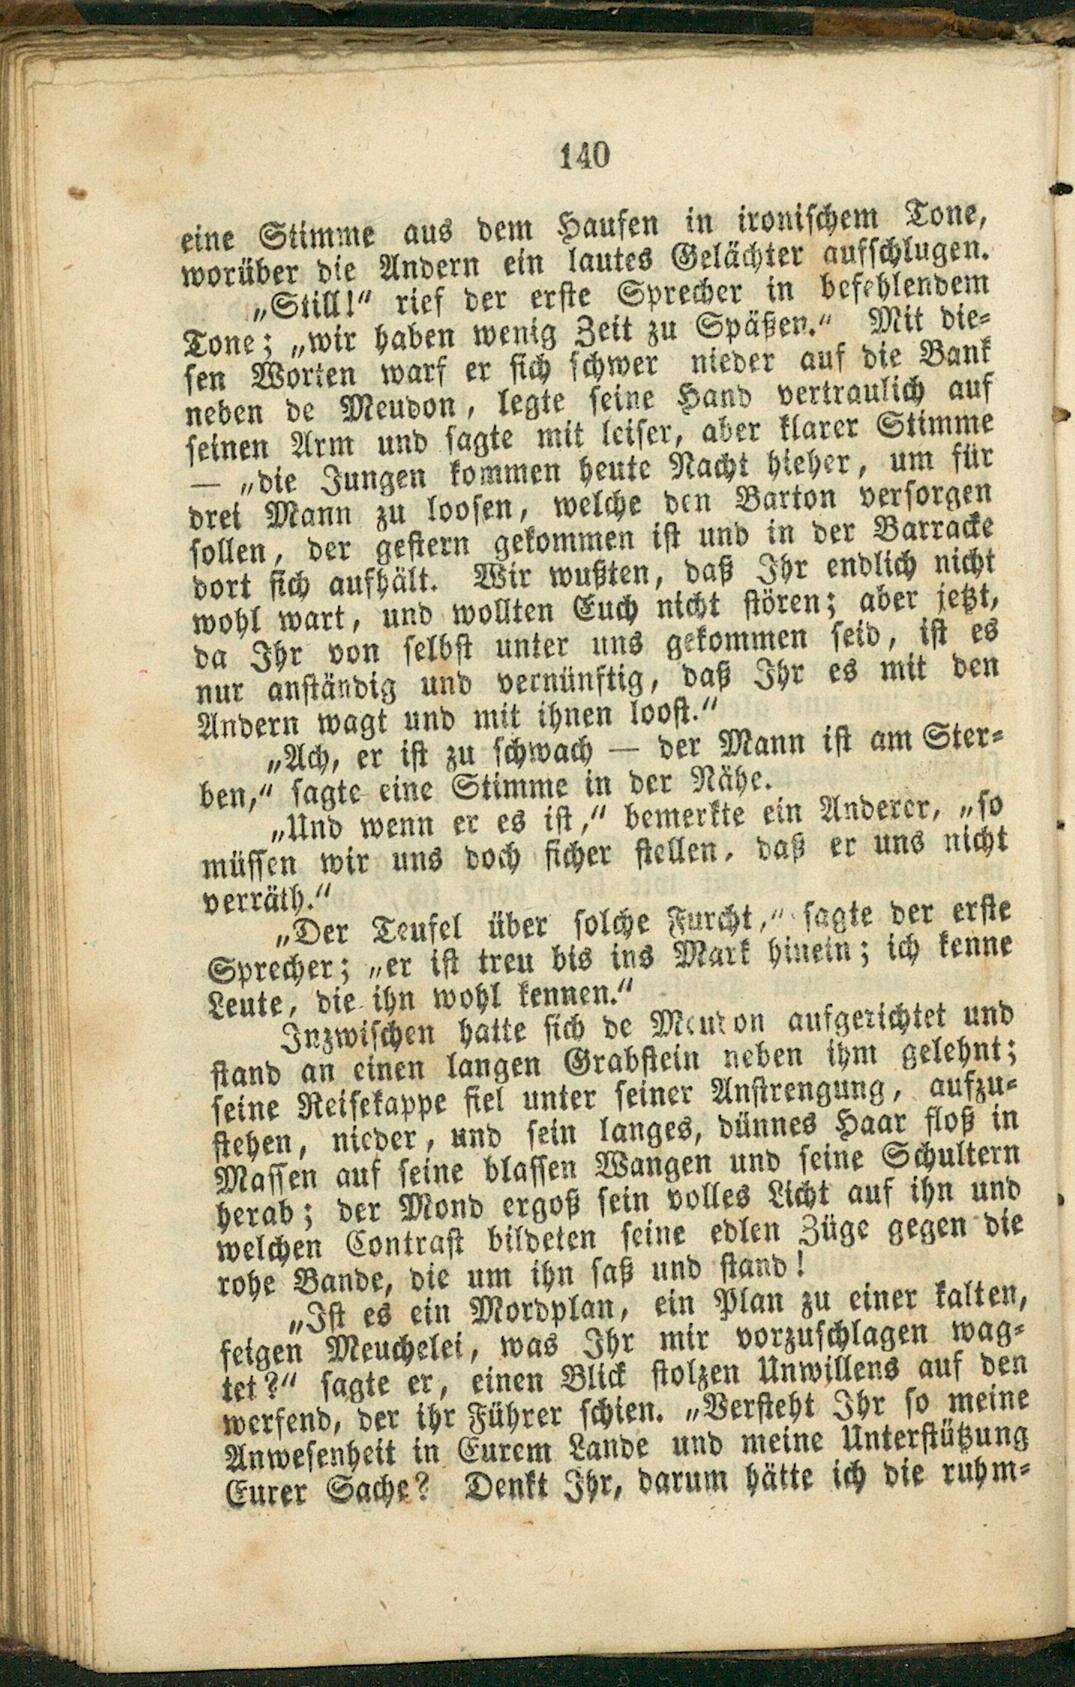 140
eine Stimme aus dem Haufen in ironischem Tone,
worüber die Andern ein lautes Gelächter aufschlugen.
„Still!“ rief der erste Sprecher in befehlendem
Tone; „wir haben wenig Zeit zu Späßen.“ Mit die-
sen Worten warf er sich schwer nieder auf die Bank
neben de Meudon, legte seine Hand vertraulich auf
seinen Arm und sagte mit leiser, aber klarer Stimme
— „die Jungen kommen heute Nacht hieher, um für
drei Mann zu loosen, welche den Barton versorgen
sollen, der gestern gekommen ist und in der Barracke
dort sich aufhält. Wir wußten, daß Ihr endlich nicht
wohl wart, und wollten Euch nicht stören; aber jetzt,
da Ihr von selbst unter uns gekommen seid, ist es
nur anständig und vernünftig, daß Ihr es mit den
Andern wagt und mit ihnen loost.“
„Ach, er ist zu schwach — der Mann ist am Ster-
ben,“ sagte eine Stimme in der Nähe.
„Und wenn er es ist,“ bemerkte ein Anderer, „so
müssen wir uns doch sicher stellen, daß er uns nicht
verräth.“
„Der Teufel über solche Furcht,“ sagte der erste
Sprecher; „er ist treu bis ins Mark hinein; ich kenne
Leute, die ihn wohl kennen.“
Inzwischen hatte sich de Meudon aufgerichtet und
stand an einen langen Grabstein neben ihm gelehnt;
seine Reisekappe fiel unter seiner Anstrengung, aufzu-
stehen, nieder, und sein langes, dünnes Haar floß in
Massen auf seine blassen Wangen und seine Schultern
herab; der Mond ergoß sein volles Licht auf ihn und
welchen Contrast bildeten seine edlen Züge gegen die
rohe Bande, die um ihn saß und stand!
„Ist es ein Mordplan, ein Plan zu einer kalten,
feigen Meuchelei, was Ihr mir vorzuschlagen wag-
tet?“ sagte er, einen Blick stolzen Unwillens auf den
werfend, der ihr Führer schien. „Versteht Ihr so meine
Anwesenheit in Eurem Lande und meine Unterstützung
Eurer Sache? Denkt Ihr, darum hätte ich die ruhm-